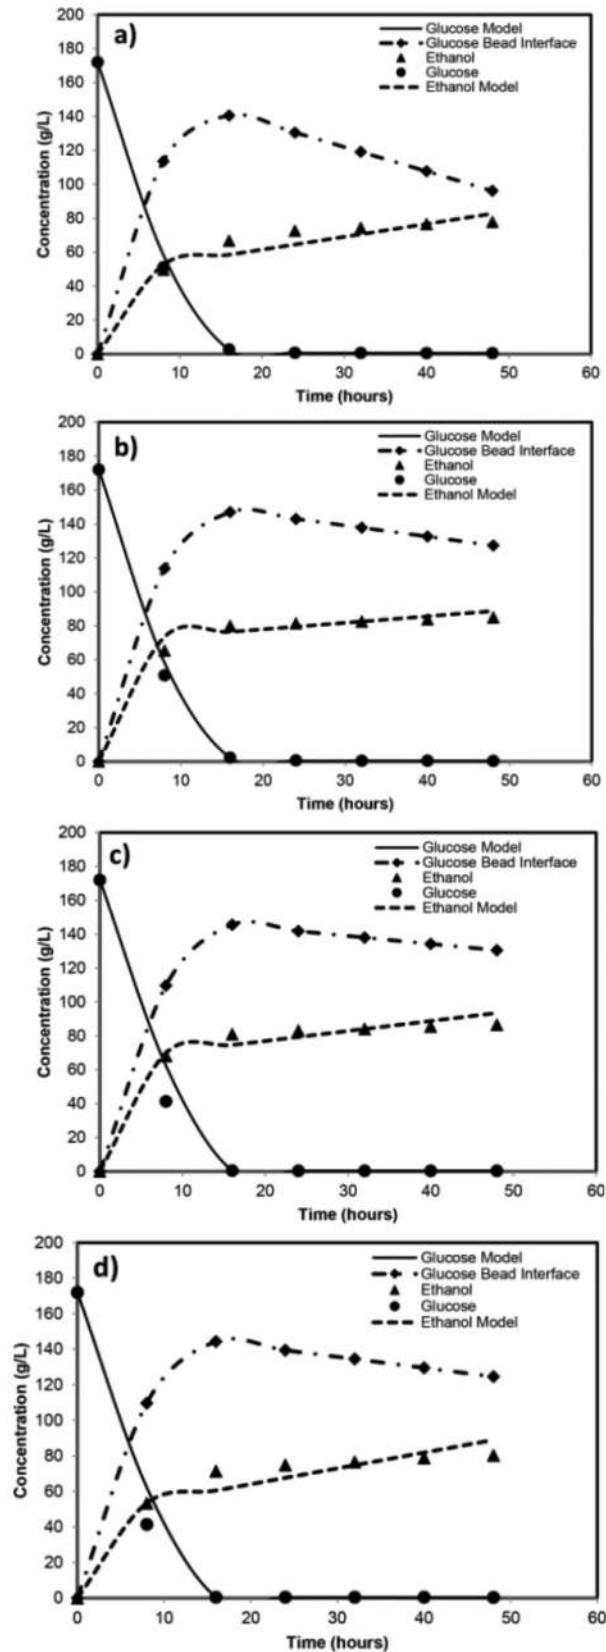 a)
Glucose Model
Glucose Bead Interface
Ethanol
Glucose
Ethanol Model
Concentration (g/L)
200
180
160
140
120
100
80
60
40
20
0
0 10 20 30 40 50 60
Time (hours)
b)
Glucose Model
Glucose Bead Interface
Ethanol
Glucose
Ethanol Model
Concentration (g/L)
200
180
160
140
120
100
80
60
40
20
0
0 10 20 30 40 50 60
Time (hours)
c)
Glucose Model
Glucose Bead Interface
Ethanol
Glucose
Ethanol Model
Concentration (g/L)
200
180
160
140
120
100
80
60
40
20
0
0 10 20 30 40 50 60
Time (hours)
d)
Glucose Model
Glucose Bead Interface
Ethanol
Glucose
Ethanol Model
Concentration (g/L)
200
180
160
140
120
100
80
60
40
20
0
0 10 20 30 40 50 60
Time (hours)